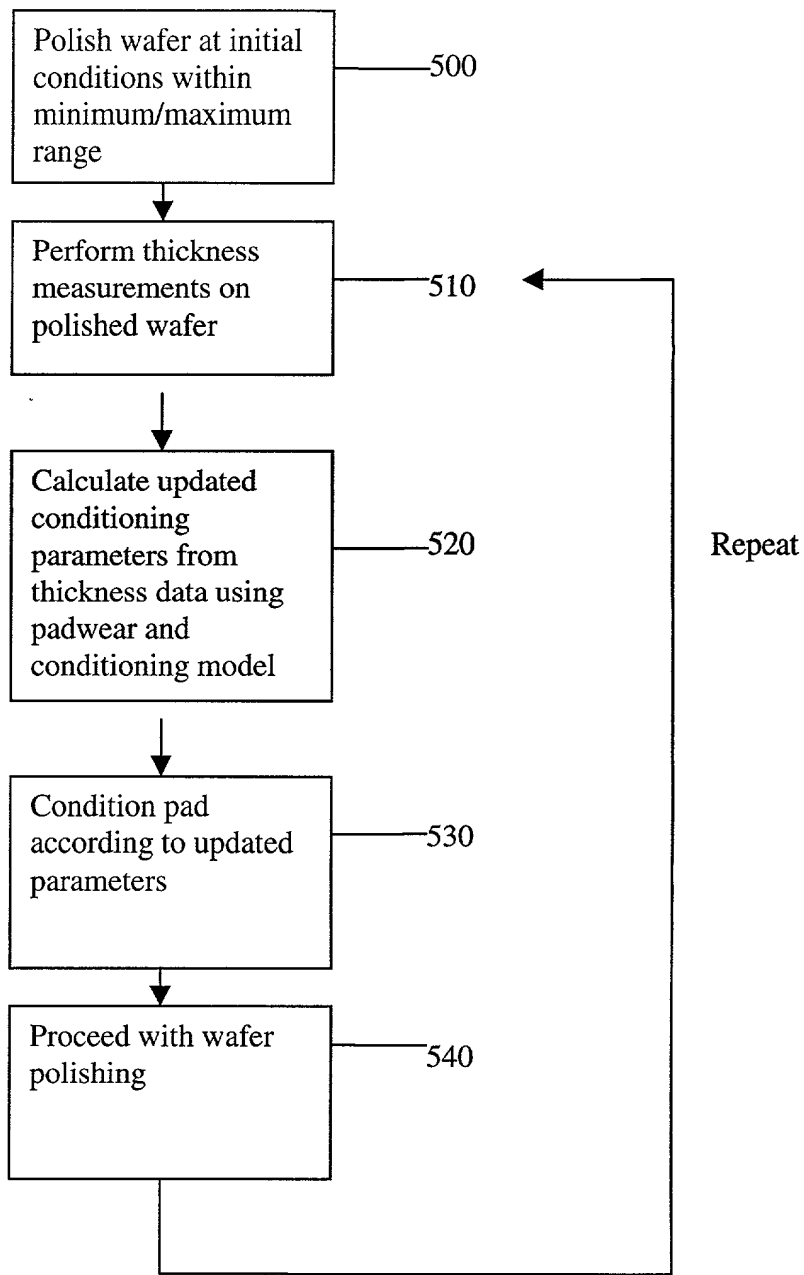 Polish wafer at initial
conditions within
minimum/maximum
range
500
Perform thickness
measurements on
polished wafer
510
Calculate updated
conditioning
parameters from
thickness data using
padwear and
conditioning model
520
Repeat
Condition pad
according to updated
parameters
530
Proceed with wafer
polishing
540